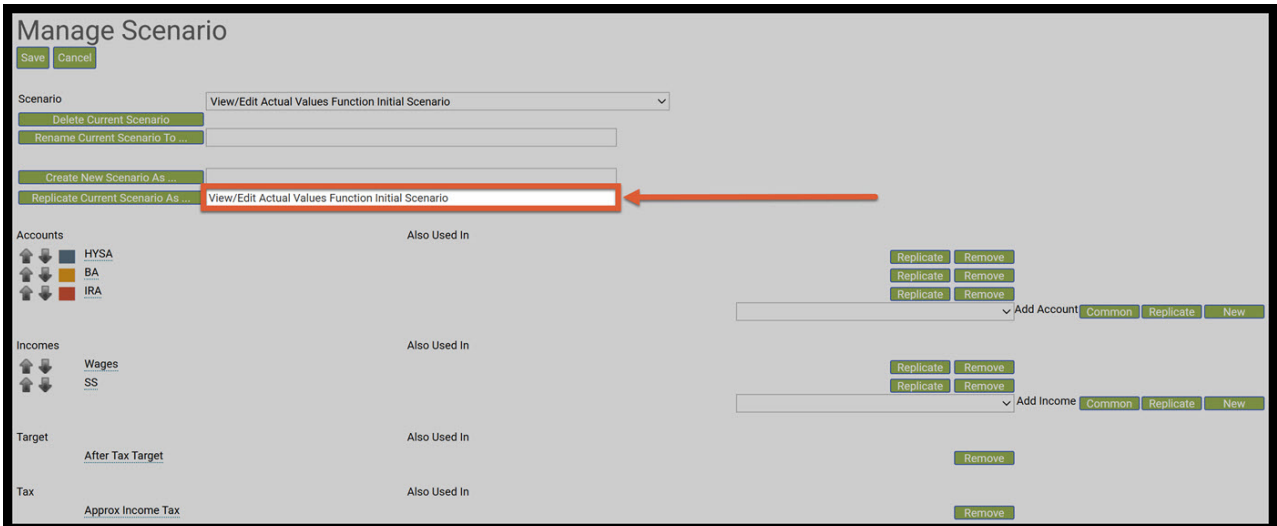 Manage Scenario
Save Cancel
Scenario View/Edit Actual Values Function Initial Scenario
Delete Current Scenario
Rename Current Scenario To ...
Create New Scenario As ...
Replicate Current Scenario As ... View/Edit Actual Values Function Initial Scenario
Accounts Also Used In
HYSA Replicate Remove
BA Replicate Remove
IRA Replicate Remove
Add Account Common Replicate New
Incomes Also Used In
Wages Replicate Remove
SS Replicate Remove
Add Income Common Replicate New
Target Also Used In
After Tax Target Remove
Tax Also Used In
Approx Income Tax Remove